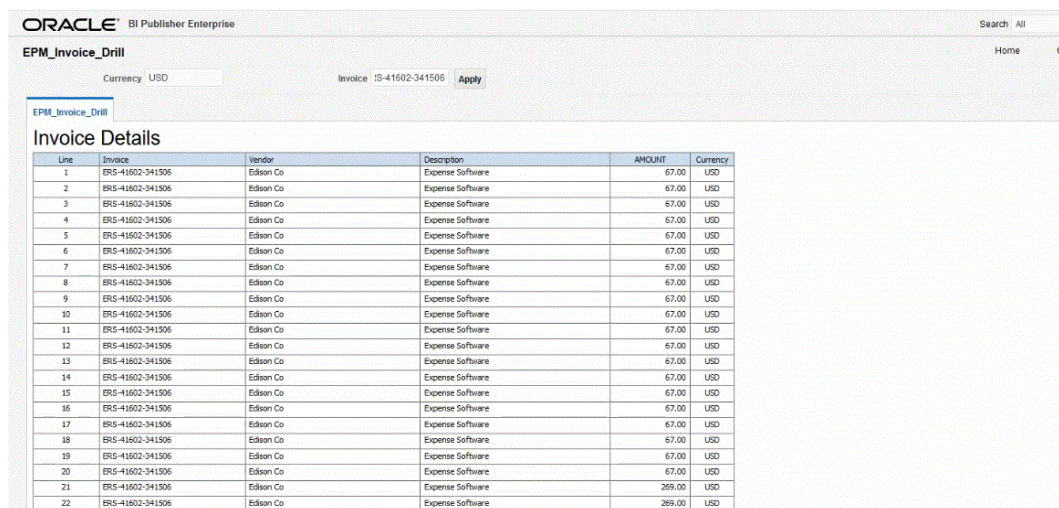 ORACLE BI Publisher Enterprise Search All
EPM_Invoice_Drill Home
Currency USD Invoice :S-41602-341506 Apply
EPM_Invoice_Drill
Invoice Details
Line Invoice Vendor Description AMOUNT Currency
1 ERS-41602-341506 Edison Co Expense Software 67.00 USD
2 ERS-41602-341506 Edison Co Expense Software 67.00 USD
3 ERS-41602-341506 Edison Co Expense Software 67.00 USD
4 ERS-41602-341506 Edison Co Expense Software 67.00 USD
5 ERS-41602-341506 Edison Co Expense Software 67.00 USD
6 ERS-41602-341506 Edison Co Expense Software 67.00 USD
7 ERS-41602-341506 Edison Co Expense Software 67.00 USD
8 ERS-41602-341506 Edison Co Expense Software 67.00 USD
9 ERS-41602-341506 Edison Co Expense Software 67.00 USD
10 ERS-41602-341506 Edison Co Expense Software 67.00 USD
11 ERS-41602-341506 Edison Co Expense Software 67.00 USD
12 ERS-41602-341506 Edison Co Expense Software 67.00 USD
13 ERS-41602-341506 Edison Co Expense Software 67.00 USD
14 ERS-41602-341506 Edison Co Expense Software 67.00 USD
15 ERS-41602-341506 Edison Co Expense Software 67.00 USD
16 ERS-41602-341506 Edison Co Expense Software 67.00 USD
17 ERS-41602-341506 Edison Co Expense Software 67.00 USD
18 ERS-41602-341506 Edison Co Expense Software 67.00 USD
19 ERS-41602-341506 Edison Co Expense Software 67.00 USD
20 ERS-41602-341506 Edison Co Expense Software 67.00 USD
21 ERS-41602-341506 Edison Co Expense Software 269.00 USD
22 ERS-41602-341506 Edison Co Expense Software 269.00 USD